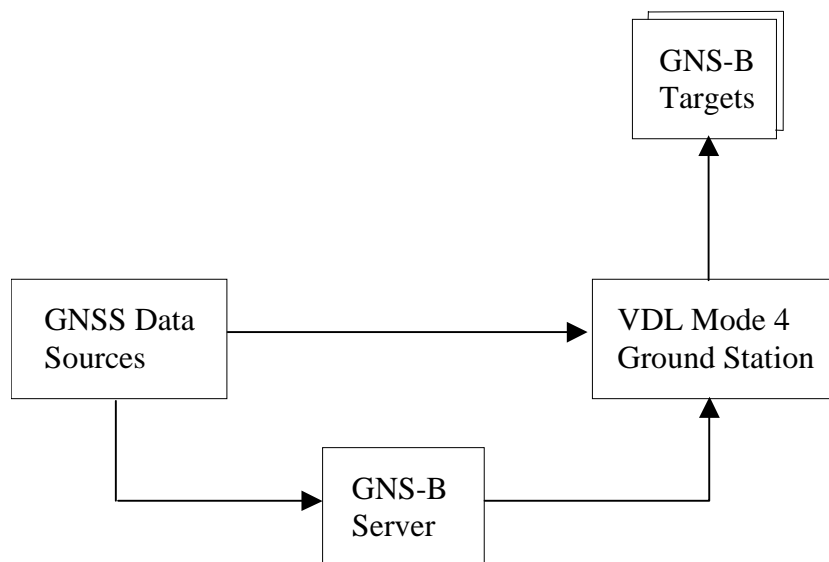 GNS-B
Targets
GNSS Data
Sources
VDL Mode 4
Ground Station
GNS-B
Server